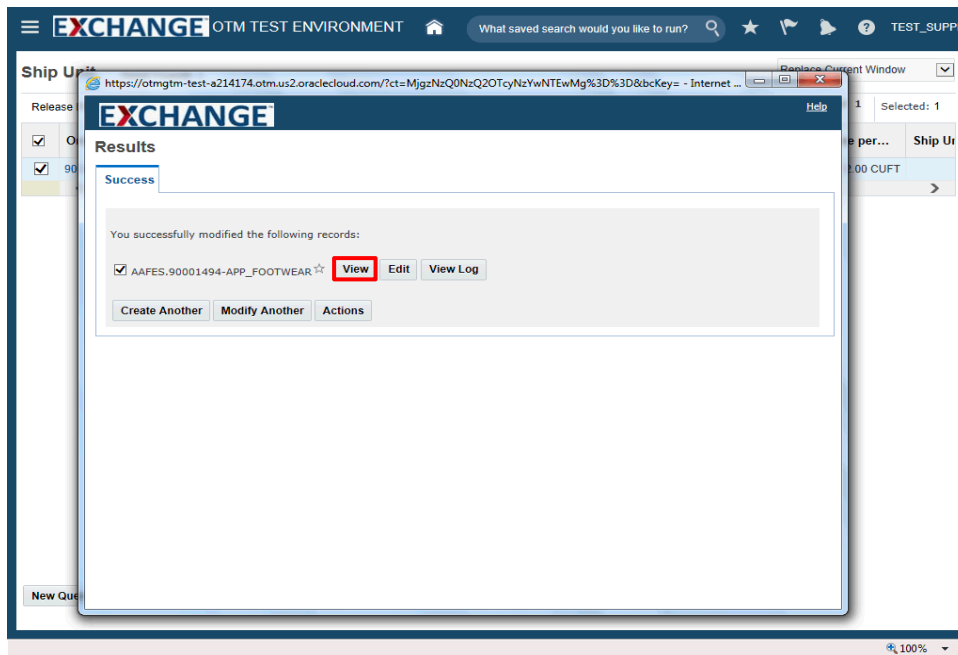 EXCHANGE OTM TEST ENVIRONMENT What saved search would you like to run? TEST_SUPP
Ship Unit
Replace Current Window
https://otmgtm-test-a214174.otm.us2.oraclecloud.com/?ct=MjgzNzQ0NzQ2OTcyNzYwNTEwMg%3D%3D&bcKey= - Internet ...
Release
1 Selected: 1
EXCHANGE Help
e per... Ship Un
Results
90
2.00 CUFT
Success
You successfully modified the following records:
AAFES.90001494-APP_FOOTWEAR View Edit View Log
Create Another Modify Another Actions
New Que
100%